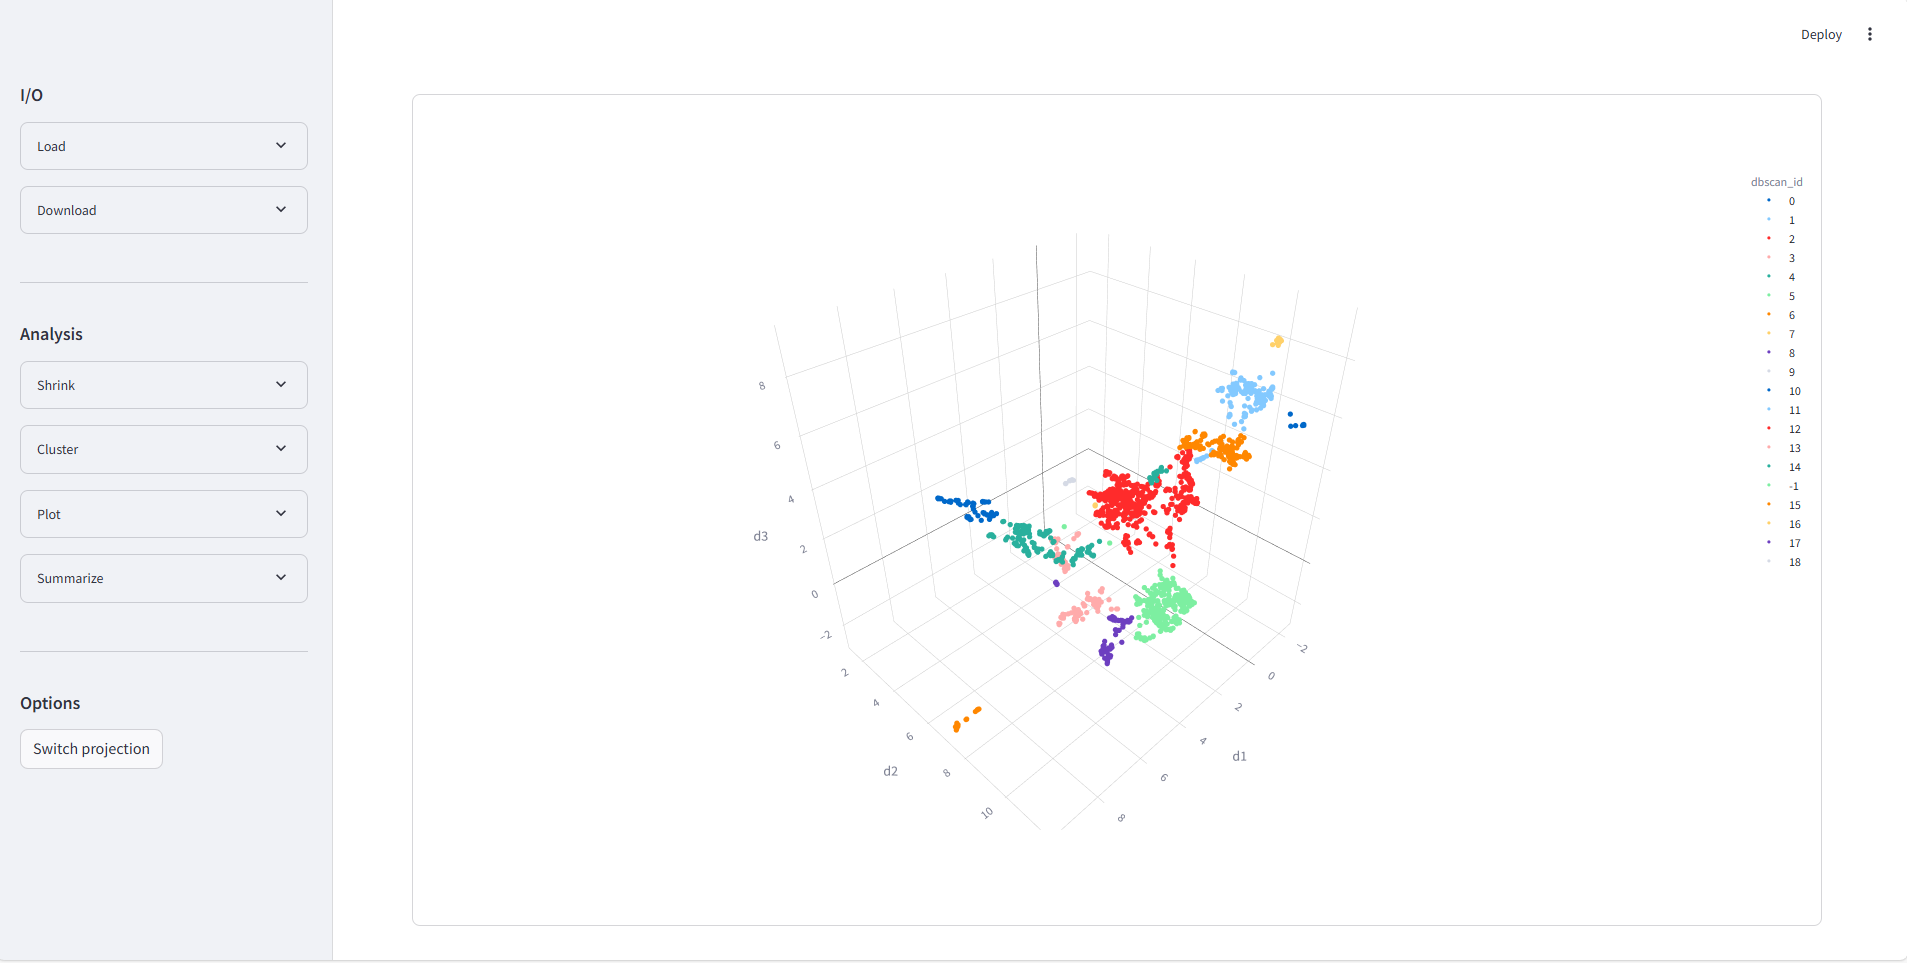 Deploy
I/O
Load
Download
Analysis
Shrink
Cluster
Plot
Summarize
Options
Switch projection
dbscan_id
0
1
2
3
4
5
6
7
8
9
10
11
12
13
14
-1
15
16
17
18
8
6
4
2
0
−2
d3
2
4
6
8
10
d2
−2
0
2
4
6
8
d1